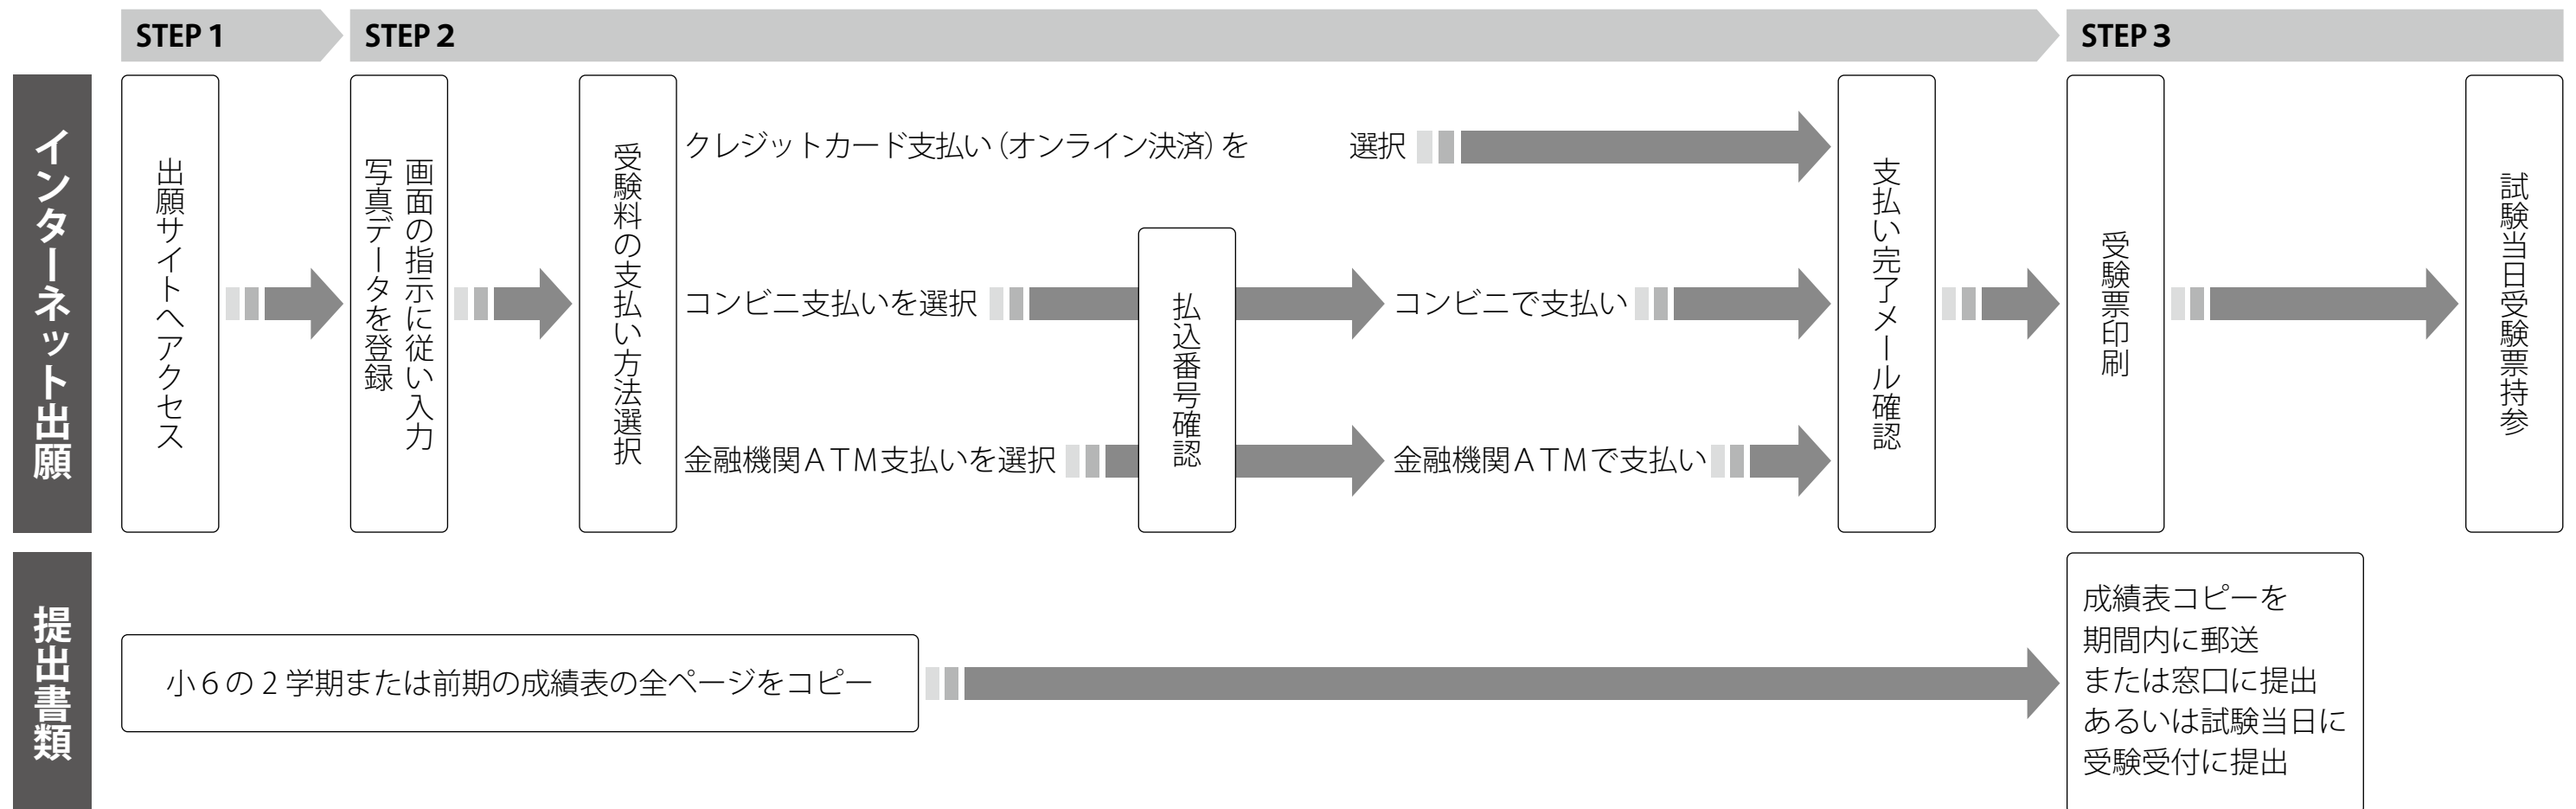 STEP 1
STEP 2
STEP 3
インターネット出願
出願サイトへアクセス
画面の指示に従い入力
写真データを登録
受験料の支払い方法選択
クレジットカード支払い（オンライン決済）を 選択
コンビニ支払いを選択
金融機関ATM支払いを選択
払込番号確認
コンビニで支払い
金融機関ATMで支払い
支払い完了メール確認
受験票印刷
試験当日受験票持参
提出書類
小6の2学期または前期の成績表の全ページをコピー
成績表コピーを
期間内に郵送
または窓口に提出
あるいは試験当日に
受験受付に提出